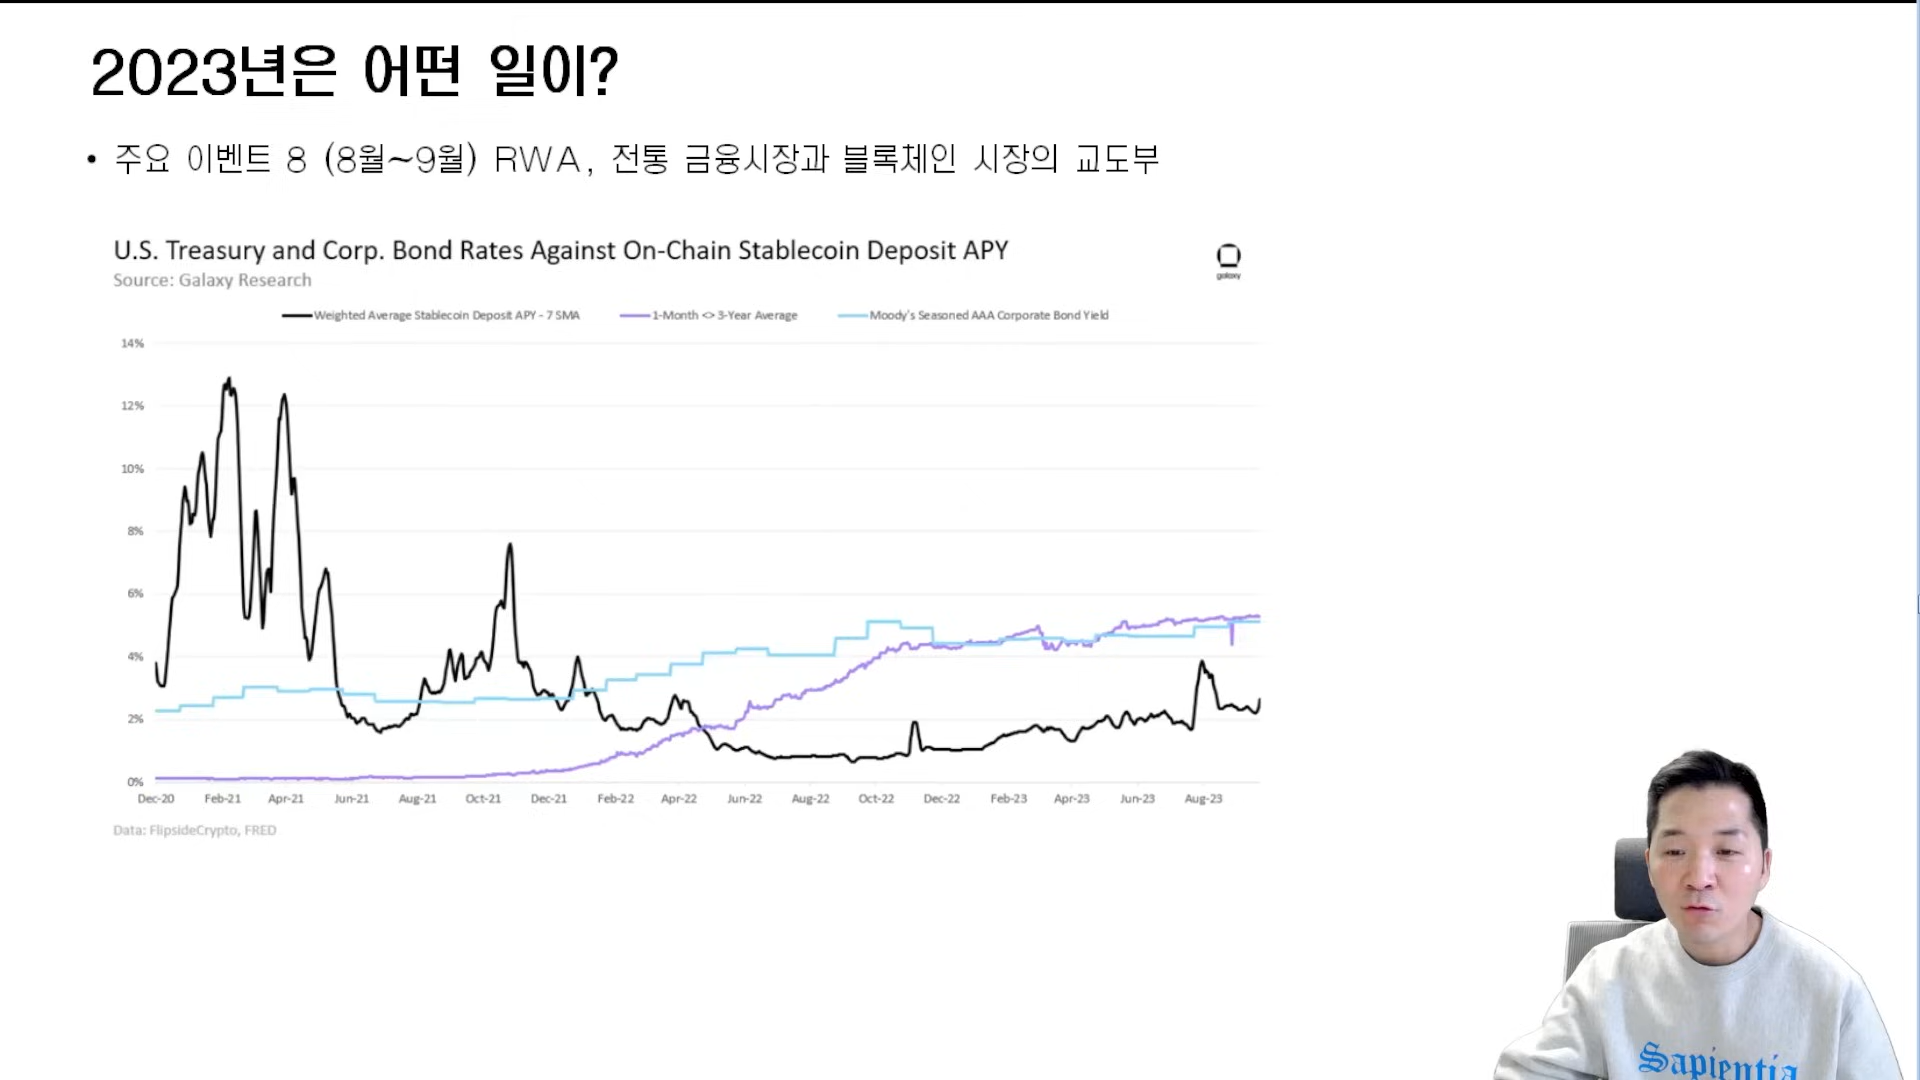 2023년은 어떤 일이?
• 주요 이벤트 8 (8월~9월) RWA, 전통 금융시장과 블록체인 시장의 교도부
U.S. Treasury and Corp. Bond Rates Against On-Chain Stablecoin Deposit APY
Source: Galaxy Research
galaxy
Weighted Average Stablecoin Deposit APY - 7 SMA 1-Month <> 3-Year Average Moody's Seasoned AAA Corporate Bond Yield
14%
12%
10%
8%
6%
4%
2%
0%
Dec-20 Feb-21 Apr-21 Jun-21 Aug-21 Oct-21 Dec-21 Feb-22 Apr-22 Jun-22 Aug-22 Oct-22 Dec-22 Feb-23 Apr-23 Jun-23 Aug-23
Data: FlipsideCrypto, FRED
Sapientia